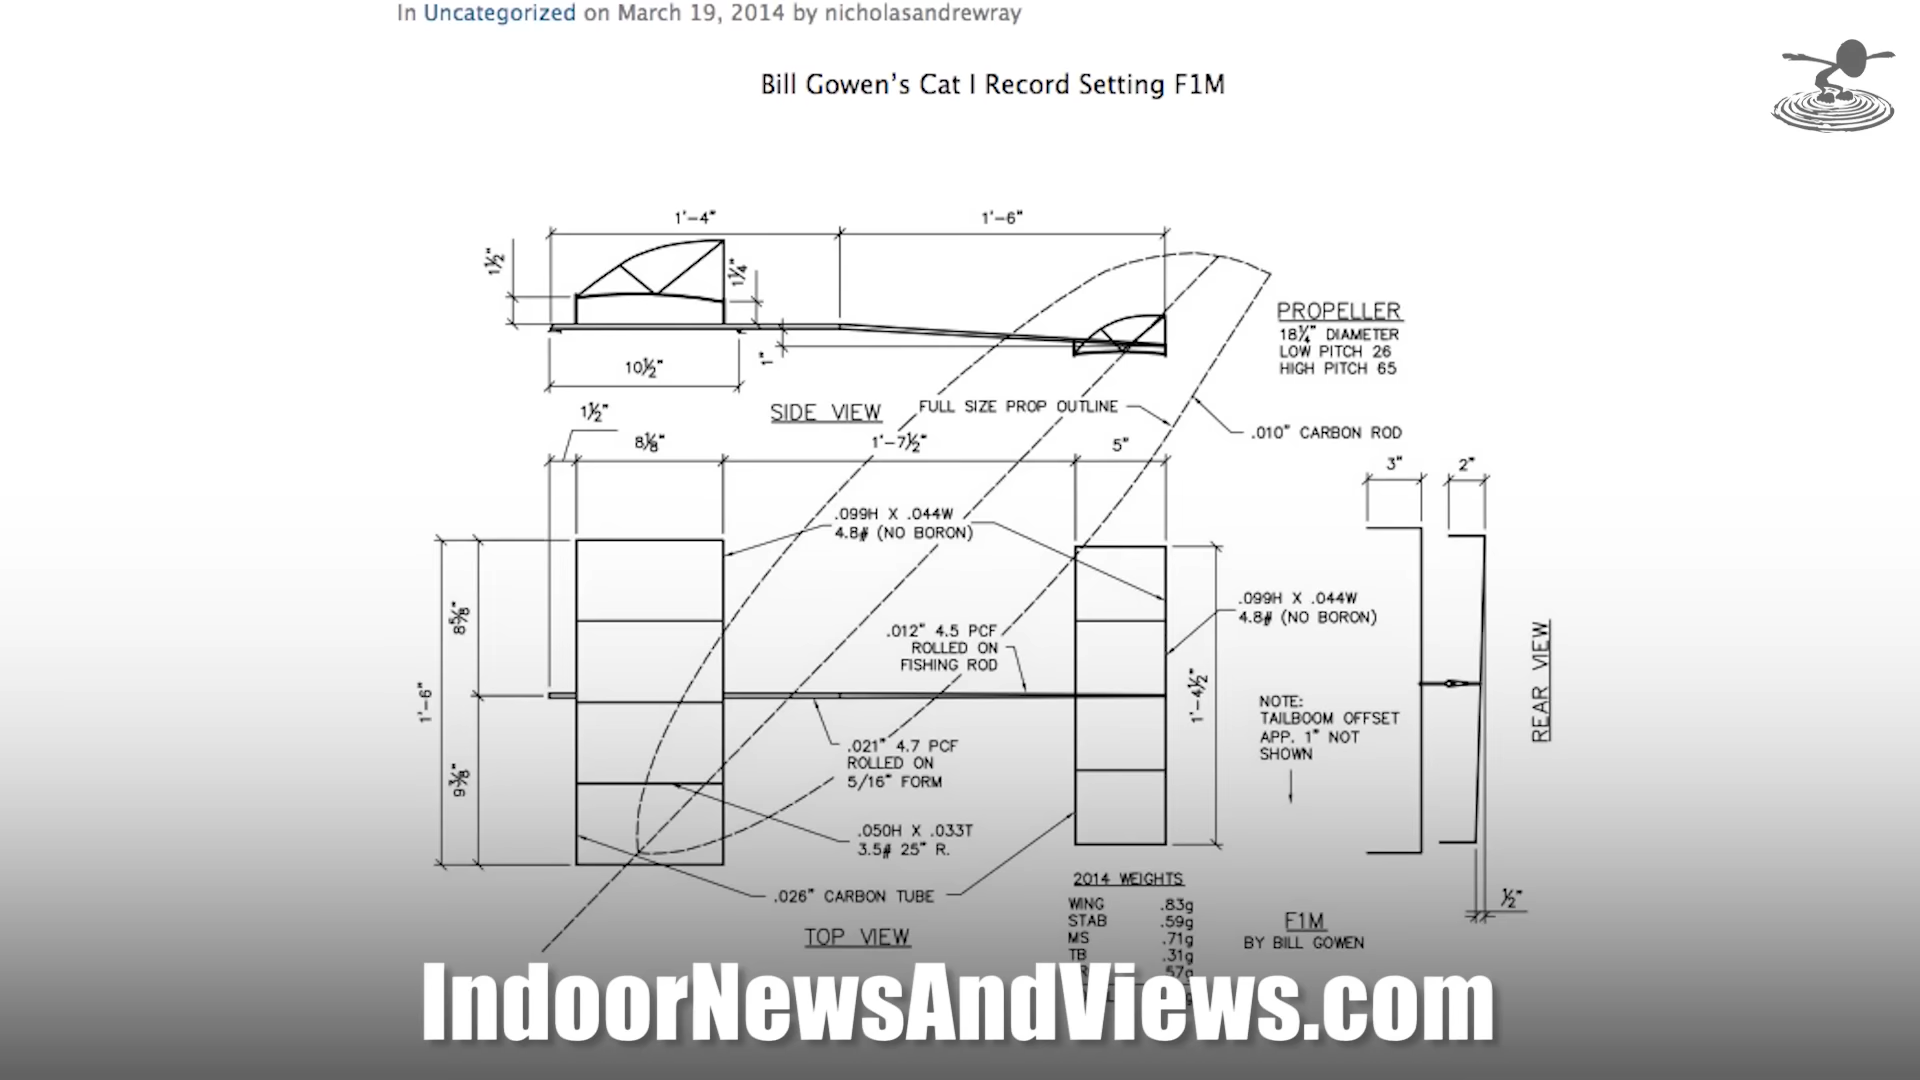 In Uncategorized on March 19, 2014 by nicholasandrewray
Bill Gowen's Cat I Record Setting F1M
1'-4"
1'-6"
1½"
1¼"
1"
10½"
PROPELLER
18¼" DIAMETER
LOW PITCH 26
HIGH PITCH 65
SIDE VIEW
FULL SIZE PROP OUTLINE
.010" CARBON ROD
1½"
8⅛"
1'-7½"
5"
3"
2"
.099H X .044W
4.8# (NO BORON)
.099H X .044W
4.8# (NO BORON)
8⅝"
9⅜"
1'-6"
.012" 4.5 PCF
ROLLED ON
FISHING ROD
1'-4½"
REAR VIEW
NOTE:
TAILBOOM OFFSET
APP. 1" NOT
SHOWN
.021" 4.7 PCF
ROLLED ON
5/16" FORM
.050H X .033T
3.5# 25" R.
.026" CARBON TUBE
½"
TOP VIEW
2014 WEIGHTS
WING .83g
STAB .59g
MS .71g
TB .31g
.57g
F1M
BY BILL GOWEN
IndoorNewsAndViews.com